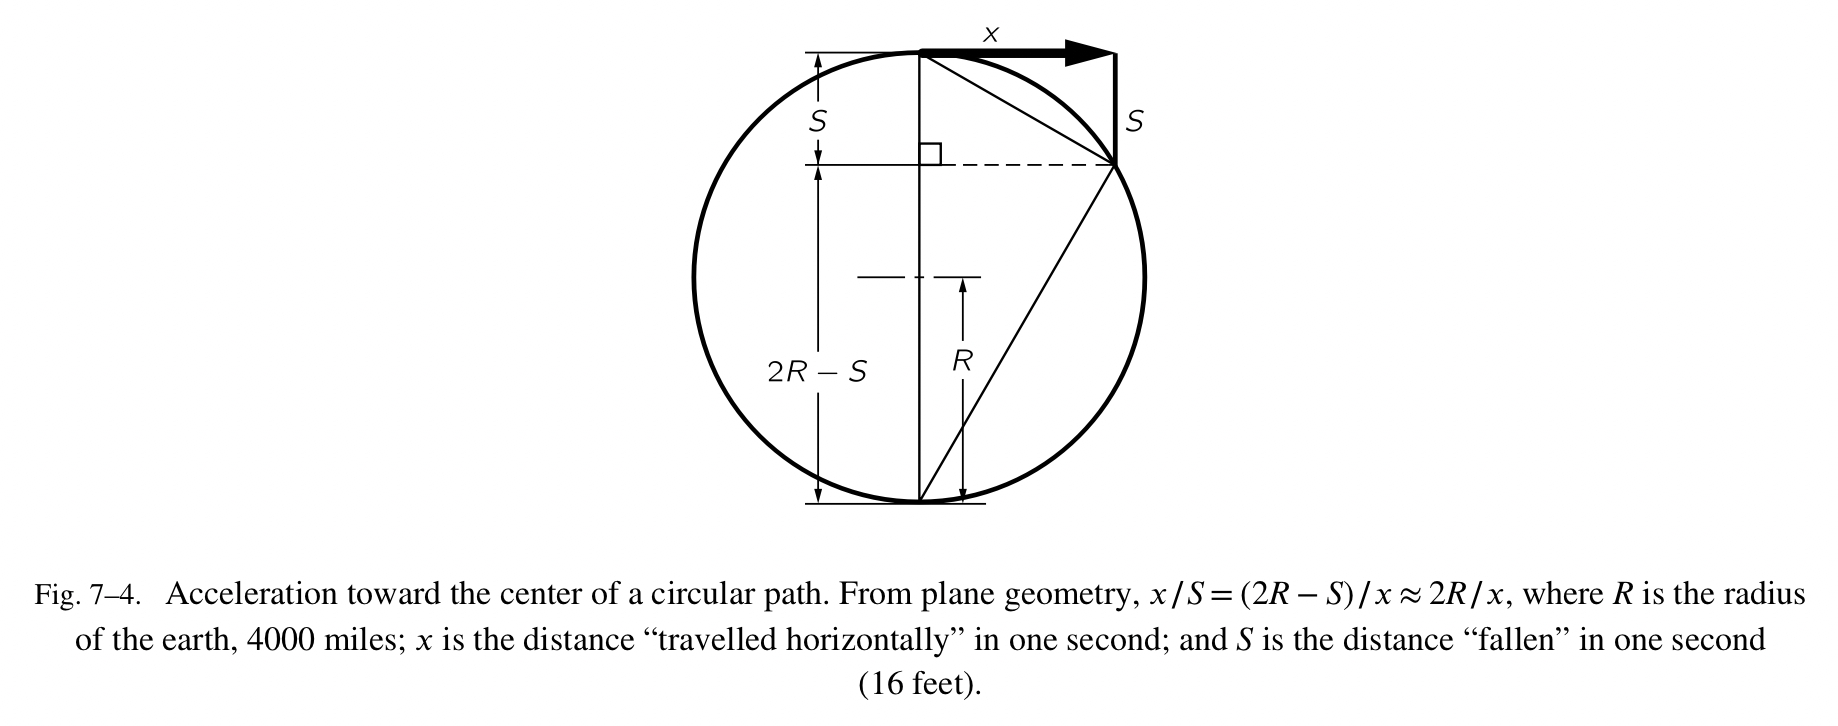 x
S
S
2R – S
R
Fig. 7–4. Acceleration toward the center of a circular path. From plane geometry, x/S = (2R – S)/x ≈ 2R/x, where R is the radius
of the earth, 4000 miles; x is the distance “travelled horizontally” in one second; and S is the distance “fallen” in one second
(16 feet).